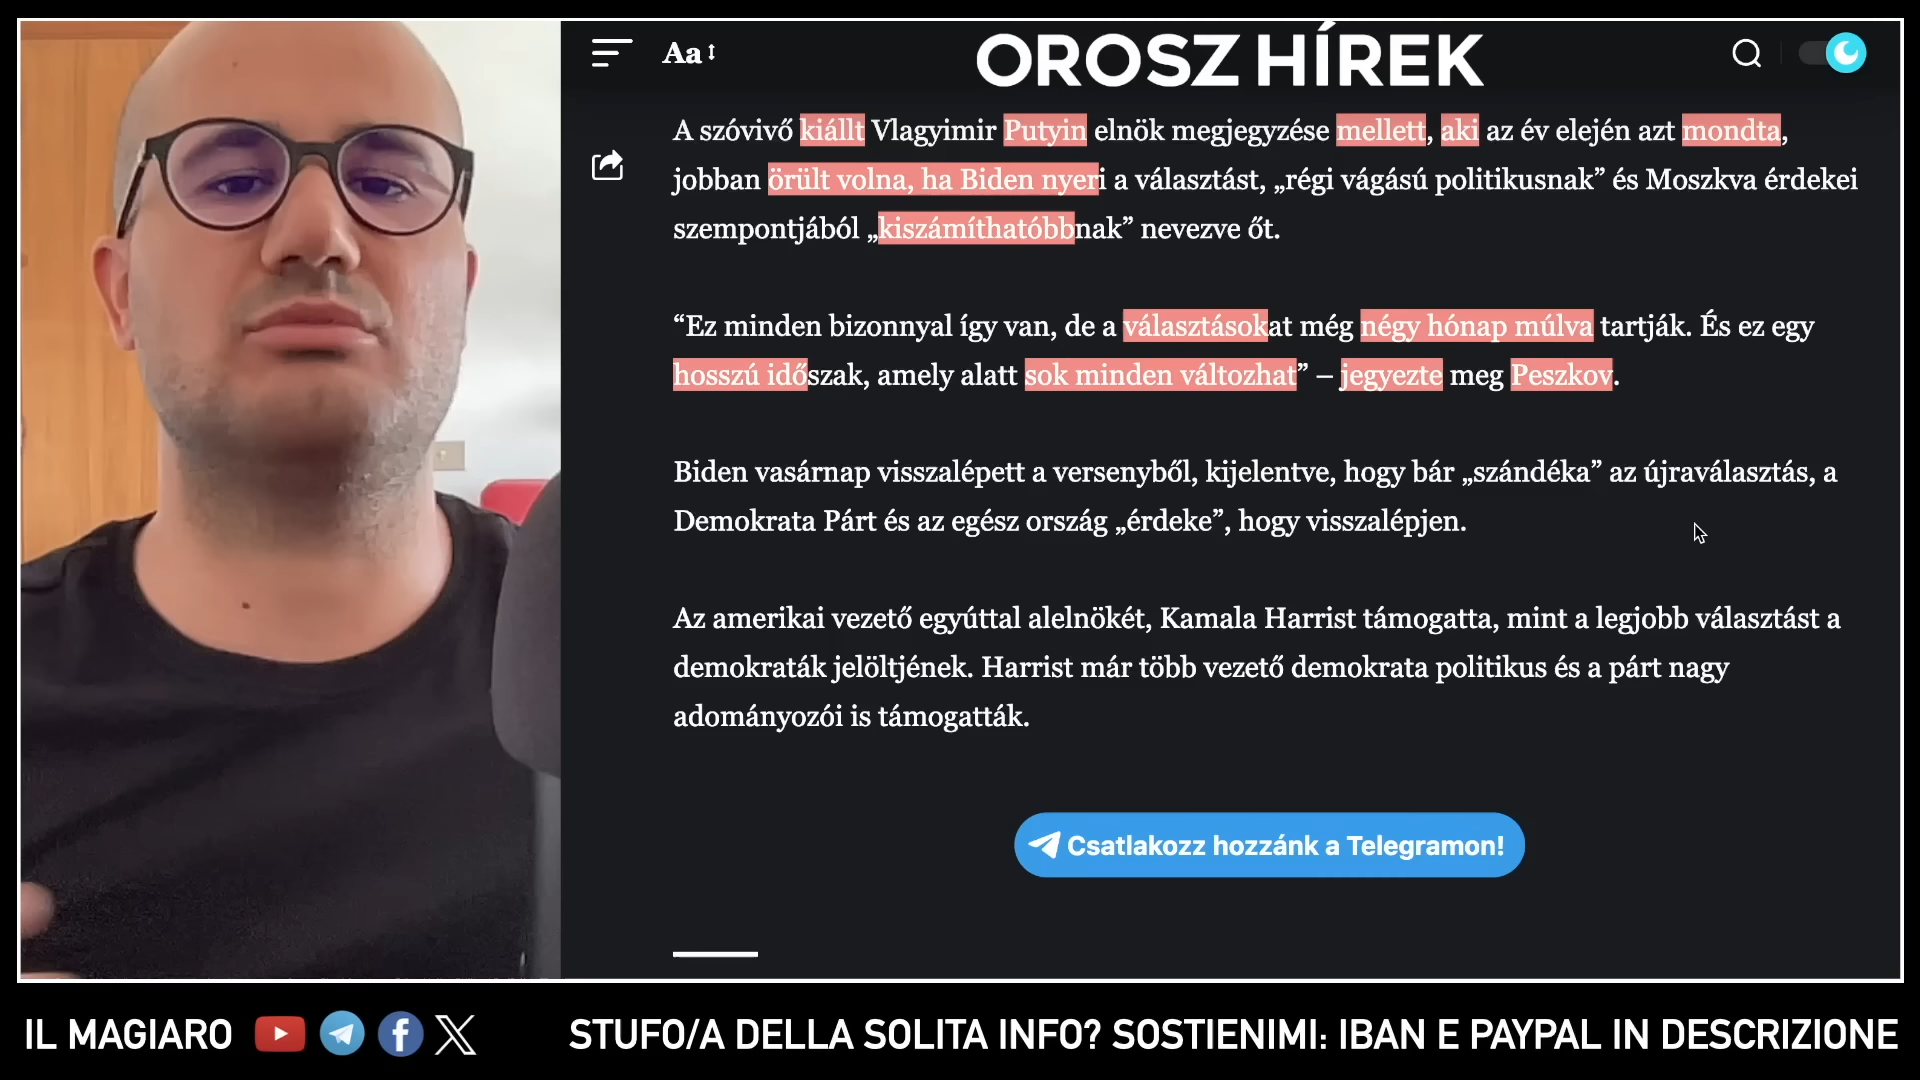 Aa
OROSZ HÍREK
A szóvivő kiállt Vlagyimir Putyin elnök megjegyzése mellett, aki az év elején azt mondta,
jobban örült volna, ha Biden nyeri a választást, „régi vágású politikusnak” és Moszkva érdekei
szempontjából „kiszámíthatóbbnak” nevezve őt.
“Ez minden bizonnyal így van, de a választásokat még négy hónap múlva tartják. És ez egy
hosszú időszak, amely alatt sok minden változhat” – jegyezte meg Peszkov.
Biden vasárnap visszalépett a versenyből, kijelentve, hogy bár „szándéka” az újraválasztás, a
Demokrata Párt és az egész ország „érdeke”, hogy visszalépjen.
Az amerikai vezető egyúttal alelnökét, Kamala Harrist támogatta, mint a legjobb választást a
demokraták jelöltjének. Harrist már több vezető demokrata politikus és a párt nagy
adományozói is támogatták.
Csatlakozz hozzánk a Telegramon!
IL MAGIARO
STUFO/A DELLA SOLITA INFO? SOSTIENIMI: IBAN E PAYPAL IN DESCRIZIONE